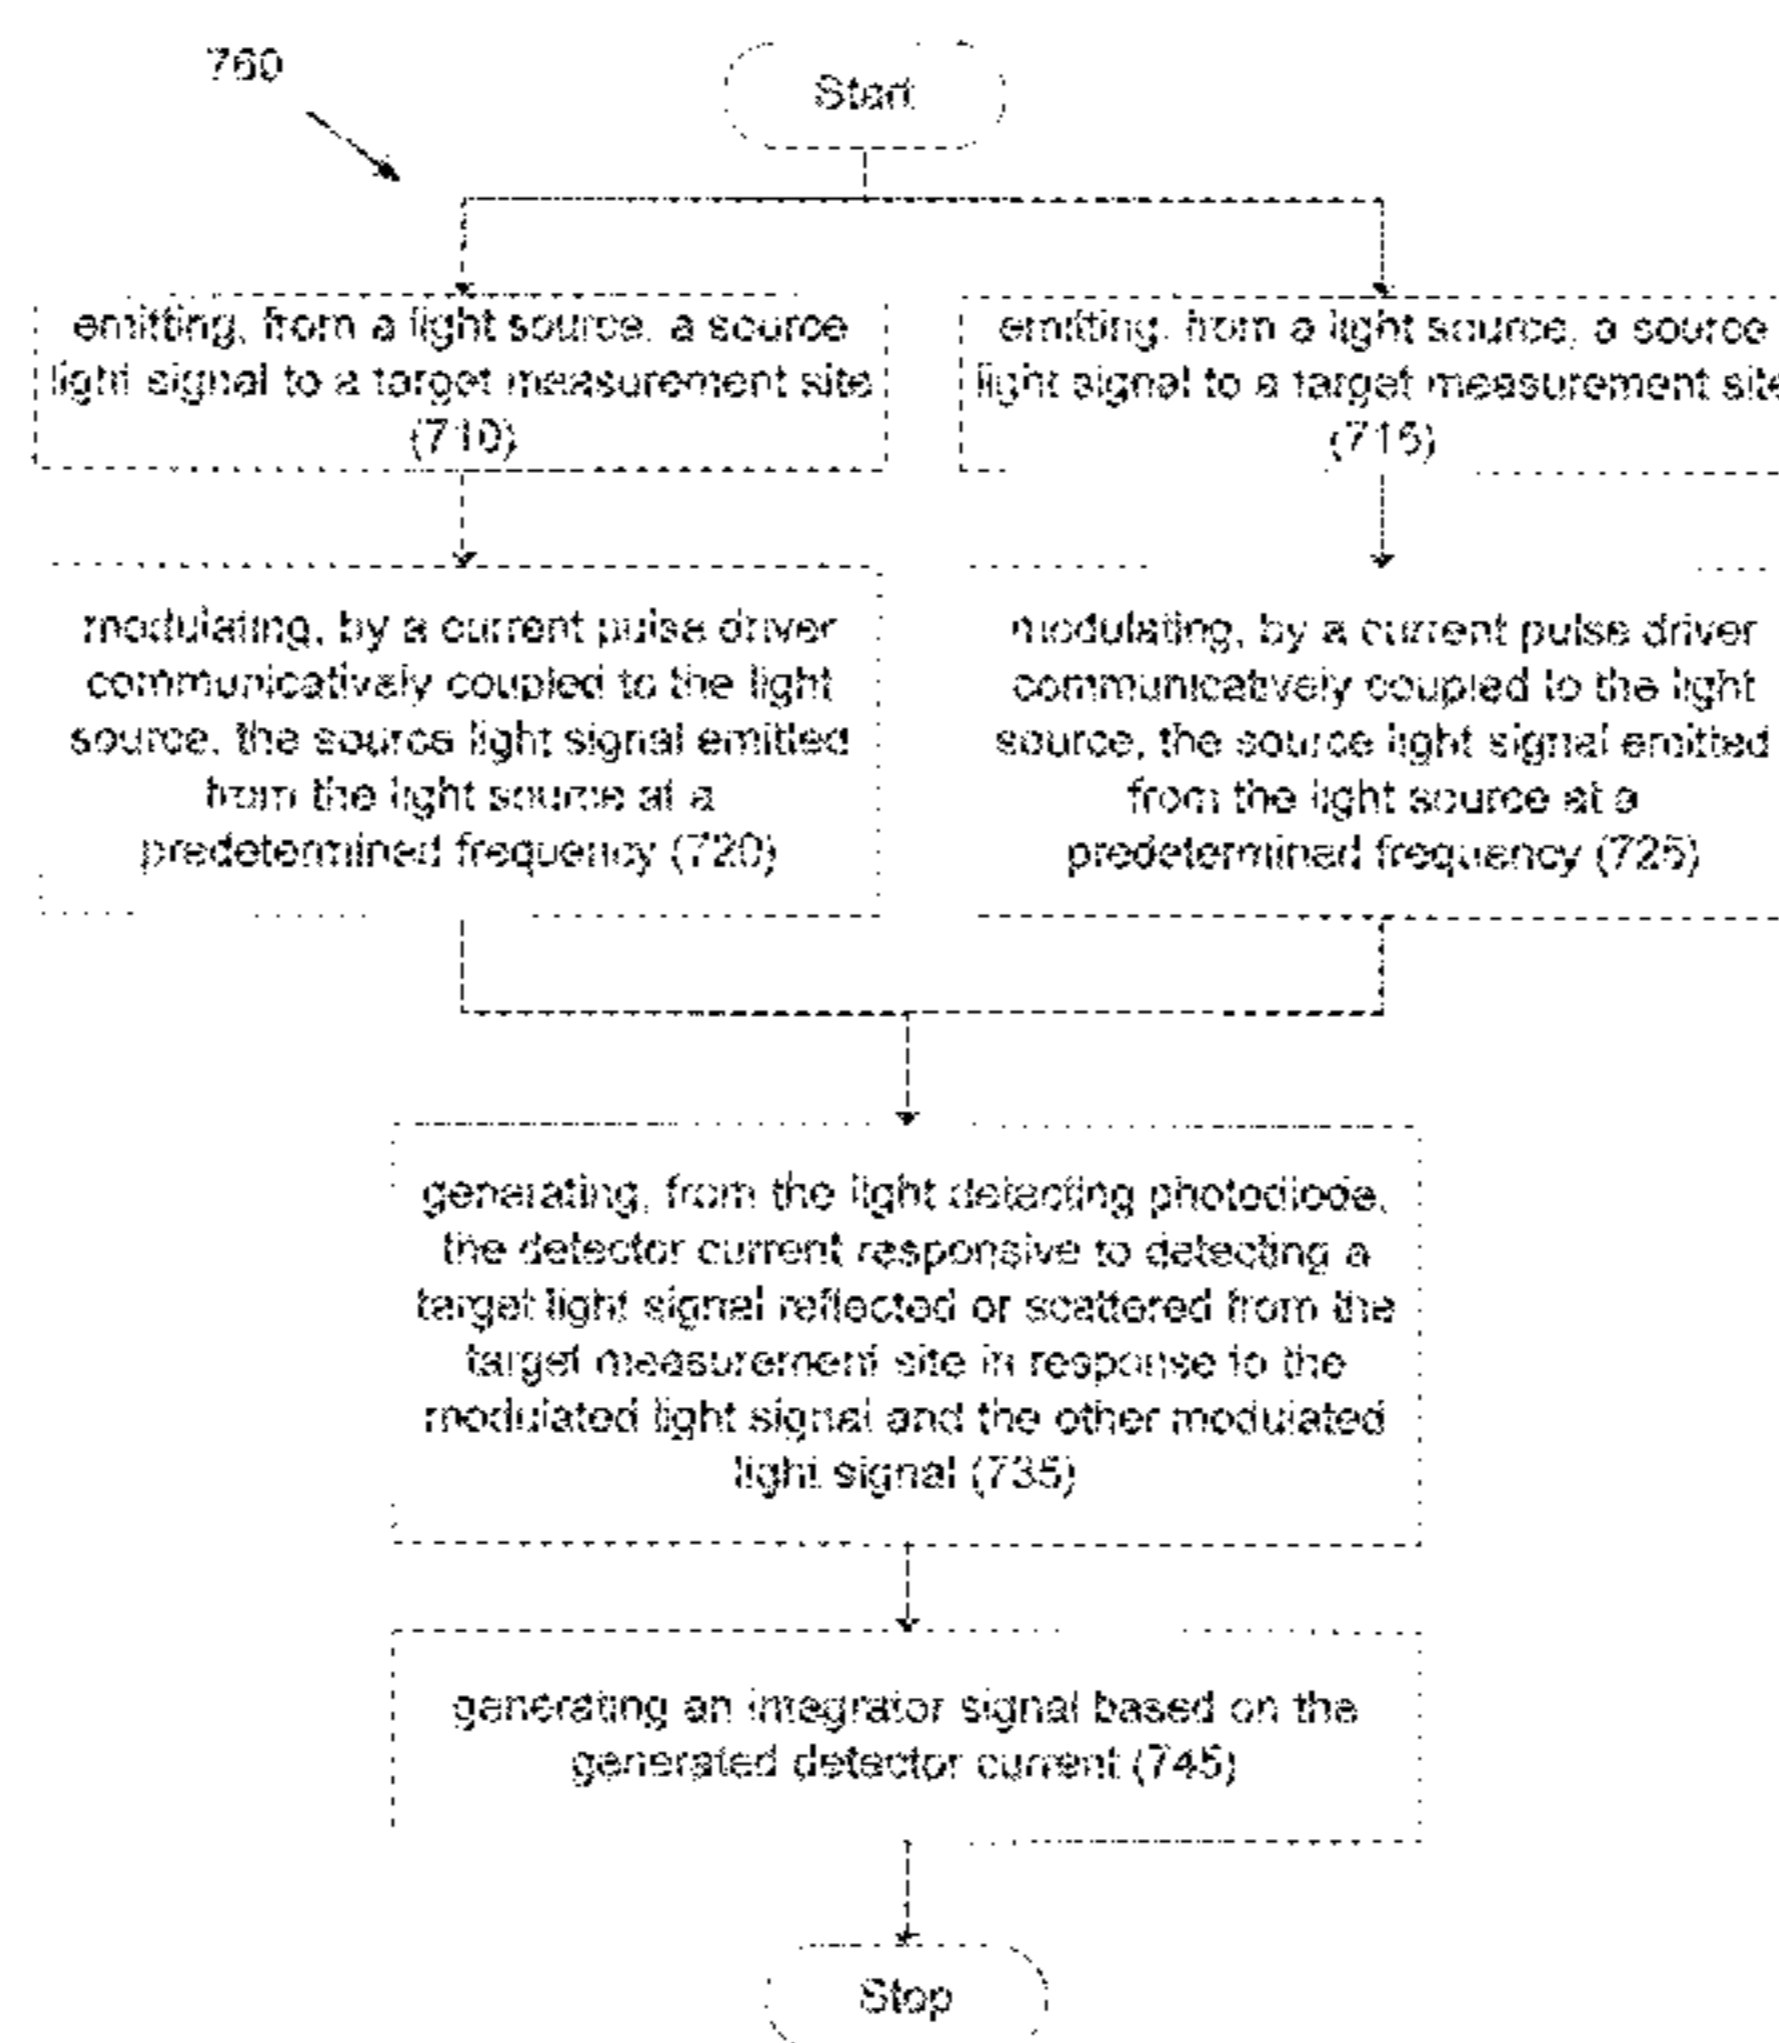 760
Start
emitting, from a light source, a source
light signal to a target measurement site
(710)
emitting, from a light source, a source
light signal to a target measurement site
(715)
modulating, by a current pulse driver
communicatively coupled to the light
source, the source light signal emitted
from the light source at a
predetermined frequency (720)
modulating, by a current pulse driver
communicatively coupled to the light
source, the source light signal emitted
from the light source at a
predetermined frequency (725)
generating, from the light detecting photodiode,
the detector current responsive to detecting a
target light signal reflected or scattered from the
target measurement site in response to the
modulated light signal and the other modulated
light signal (735)
generating an integrator signal based on the
generated detector current (745)
Stop